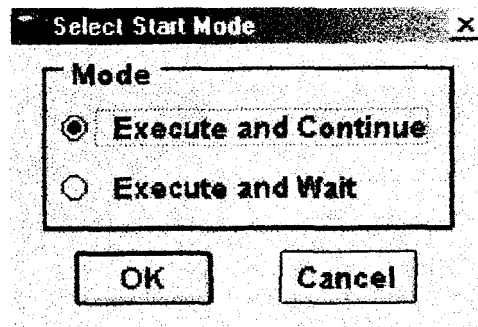 Select Start Mode
Mode
Execute and Continue
Execute and Wait
OK
Cancel